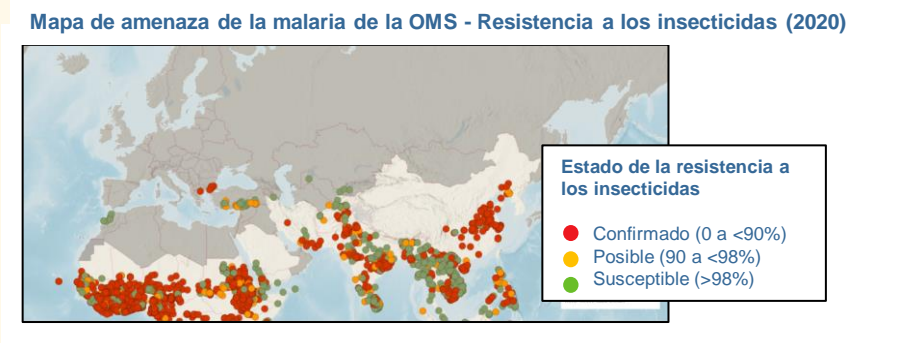 Mapa de amenaza de la malaria de la OMS - Resistencia a los insecticidas (2020)
Estado de la resistencia a
los insecticidas
Confirmado (0 a <90%)
Posible (90 a <98%)
Susceptible (>98%)